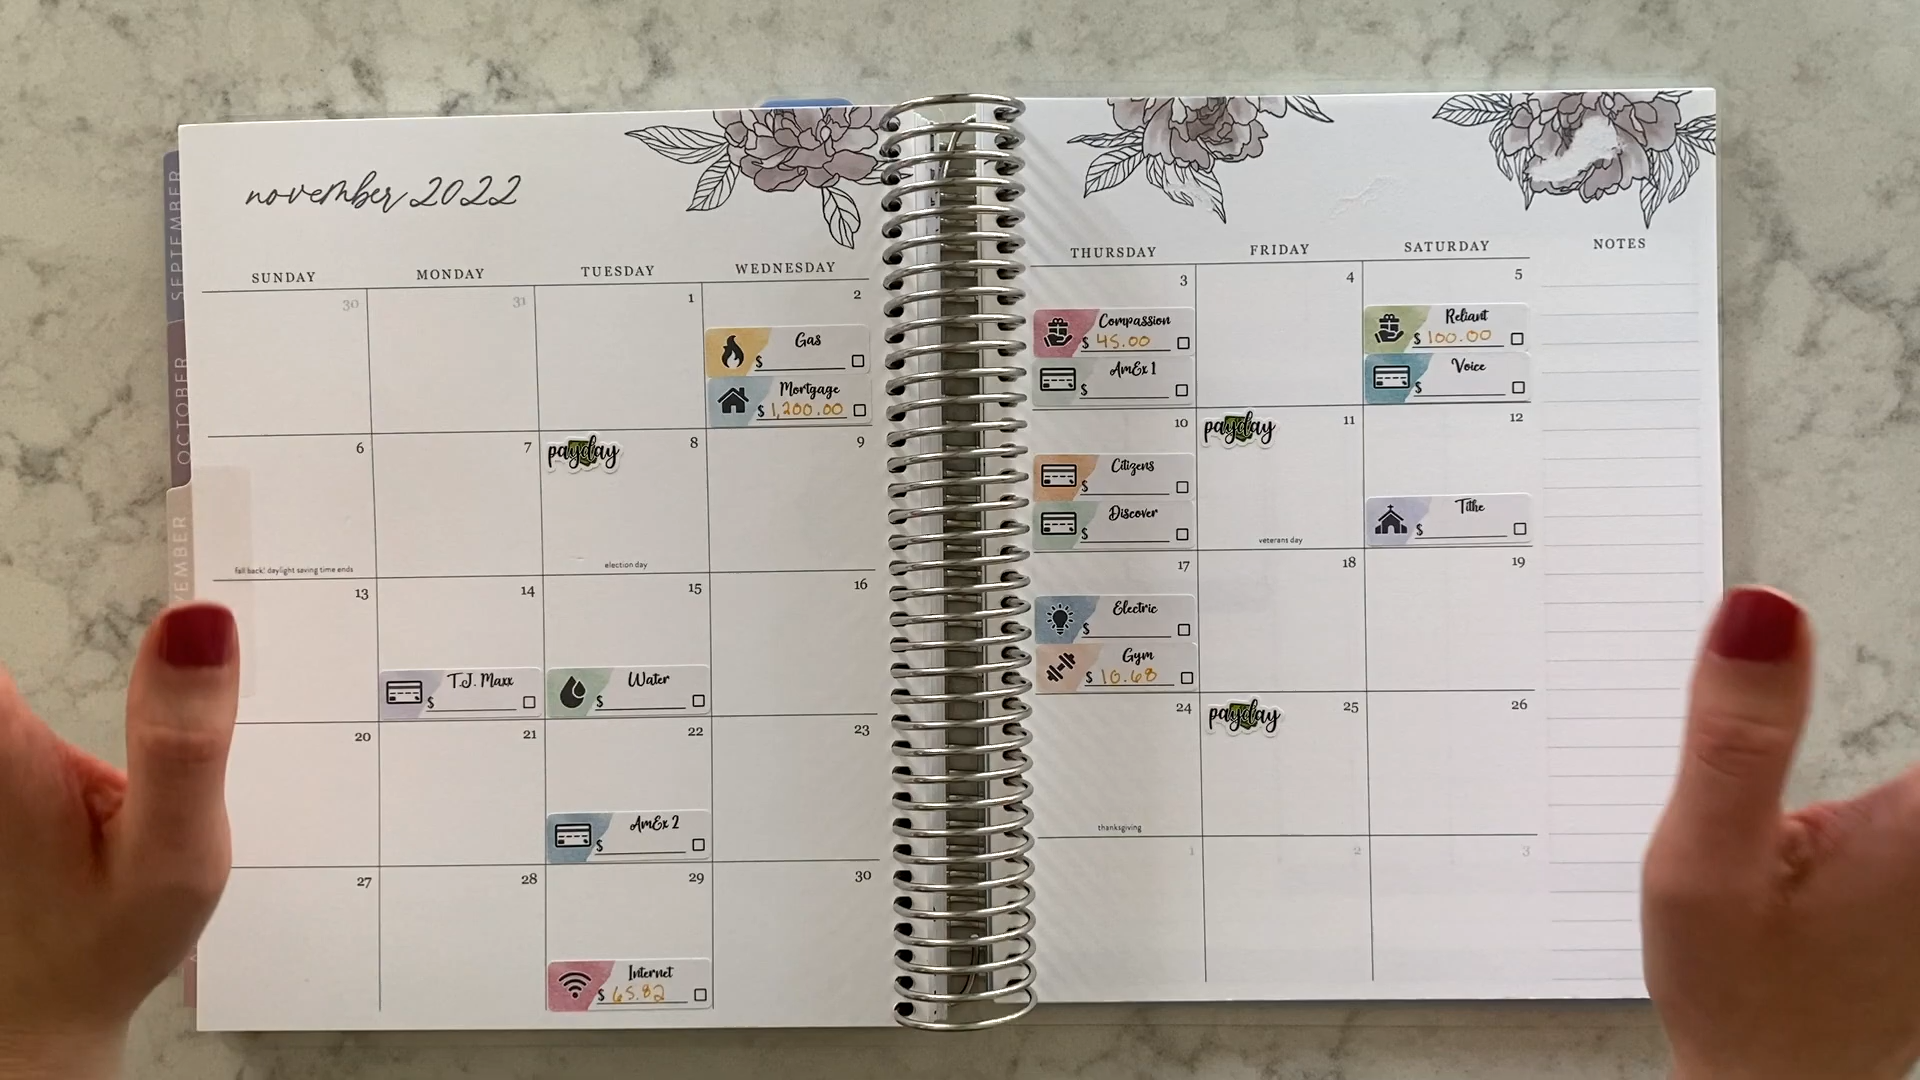 november 2022
SUNDAY MONDAY TUESDAY WEDNESDAY THURSDAY FRIDAY SATURDAY NOTES
30 31 1 2 3 4 5
Gas
$
Mortgage
$ 1,200.00
Compassion
$ 45.00
AmEx 1
$
Reliant
$ 100.00
Voice
$
6 7 8 9 10 11 12
payday
payday
Citizens
$
Discover
$
Tithe
$
fall back! daylight saving time ends
election day
veterans day
13 14 15 16 17 18 19
T.J. Maxx
$
Water
$
Electric
$
Gym
$ 10.68
20 21 22 23 24 25 26
payday
AmEx 2
$
thanksgiving
27 28 29 30 1 2 3
Internet
$ 65.82
SEPTEMBER
OCTOBER